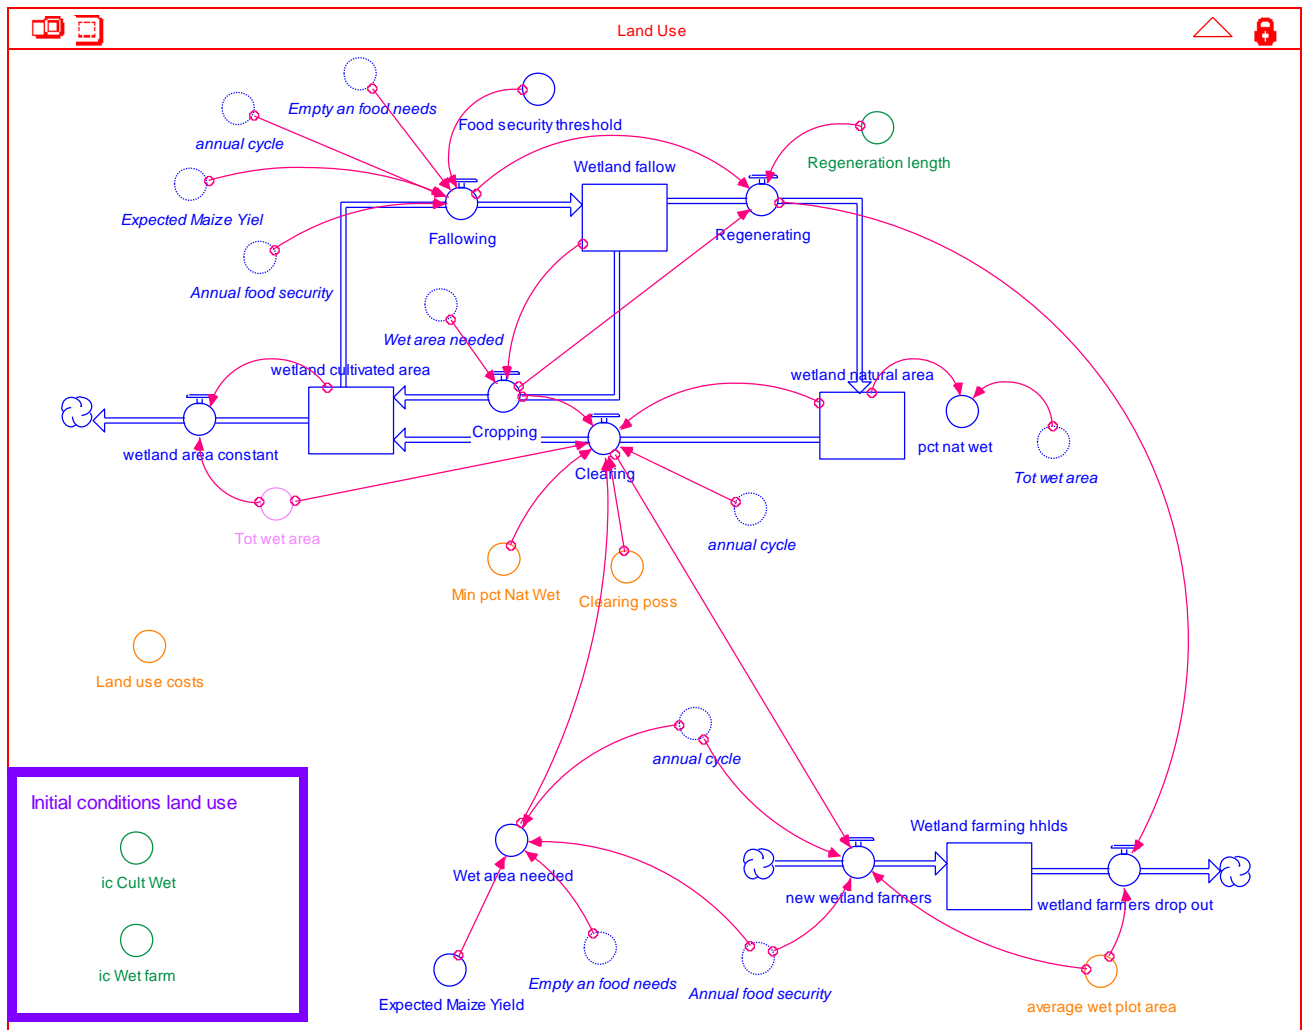 Land Use
Empty an food needs
Food security threshold
annual cycle
Regeneration length
Wetland fallow
Expected Maize Yiel
Fallowing
Regenerating
Annual food security
Wet area needed
wetland cultivated area
wetland natural area
Cropping
pct nat wet
wetland area constant
Clearing
Tot wet area
Tot wet area
annual cycle
Min pct Nat Wet
Clearing poss
Land use costs
annual cycle
Initial conditions land use
Wetland farming hhlds
ic Cult Wet
Wet area needed
new wetland farmers
wetland farmers drop out
ic Wet farm
Empty an food needs
Annual food security
Expected Maize Yield
average wet plot area